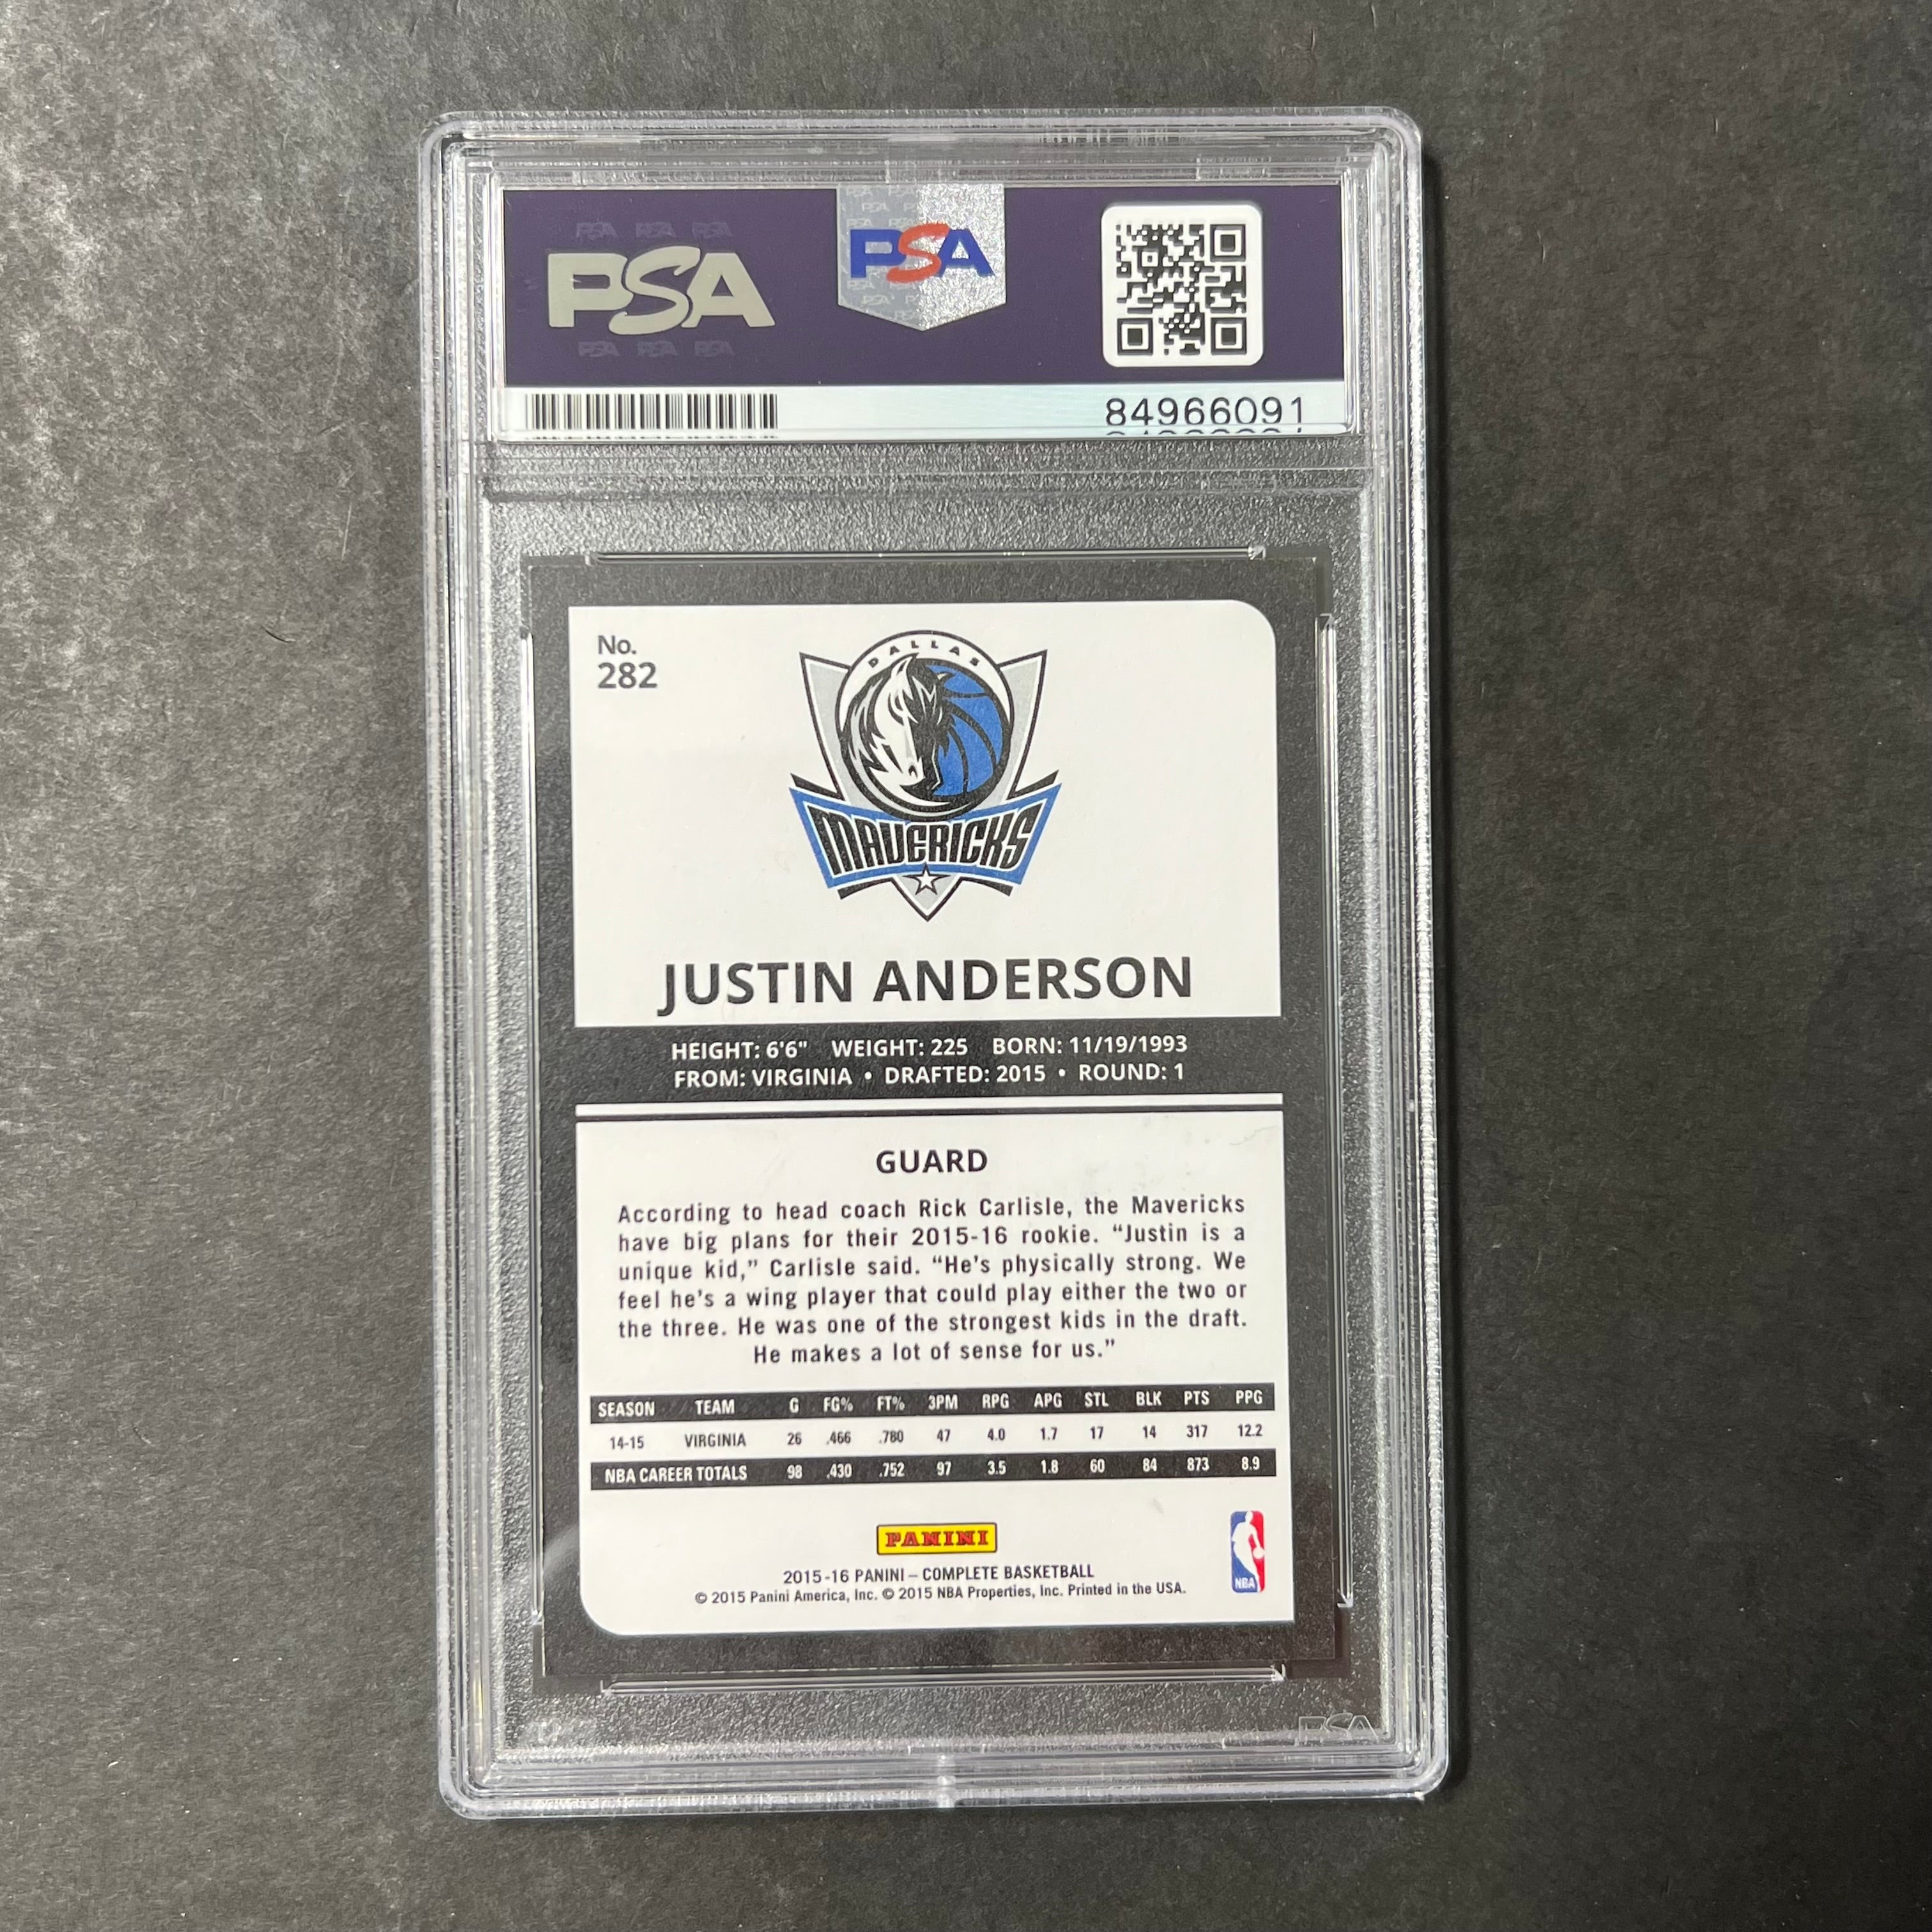 PSA PSA PSA
PSA
PSA PSA PSA
PSA
84966091
No.
282
DALLAS
MAVERICKS
JUSTIN ANDERSON
HEIGHT: 6'6" WEIGHT: 225 BORN: 11/19/1993
FROM: VIRGINIA • DRAFTED: 2015 • ROUND: 1
GUARD
According to head coach Rick Carlisle, the Mavericks
have big plans for their 2015-16 rookie. “Justin is a
unique kid,” Carlisle said. “He's physically strong. We
feel he's a wing player that could play either the two or
the three. He was one of the strongest kids in the draft.
He makes a lot of sense for us.”
SEASON TEAM G FG% FT% 3PM RPG APG STL BLK PTS PPG
14-15 VIRGINIA 26 .466 .780 47 4.0 1.7 17 14 317 12.2
NBA CAREER TOTALS 98 .430 .752 97 3.5 1.8 60 84 873 8.9
PANINI
NBA
2015-16 PANINI – COMPLETE BASKETBALL
© 2015 Panini America, Inc. © 2015 NBA Properties, Inc. Printed in the USA.
PSA